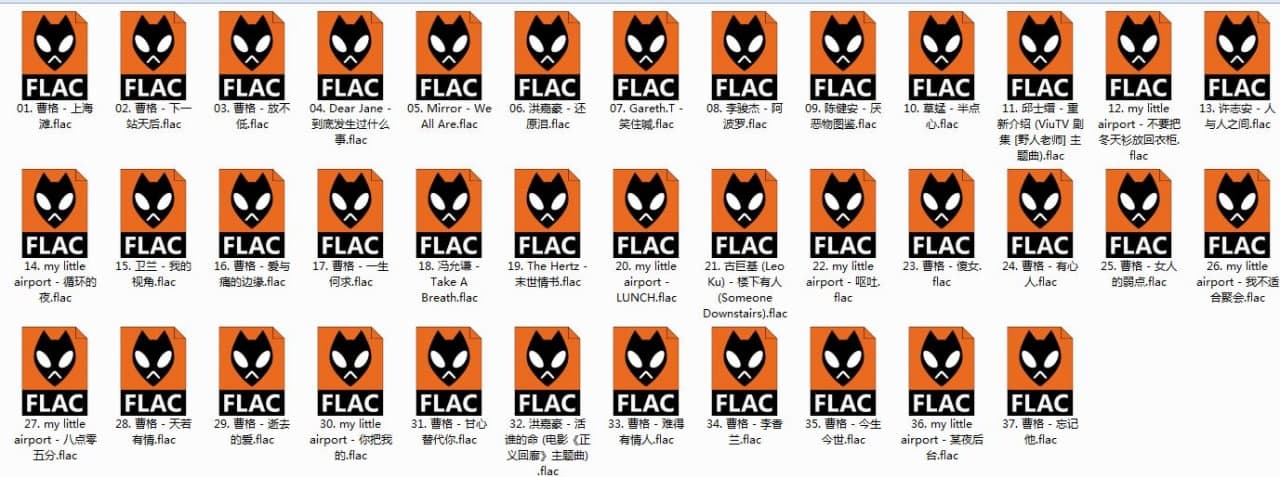 FLAC
01. 曹格 - 上海
滩.flac
FLAC
02. 曹格 - 下一
站天后.flac
FLAC
03. 曹格 - 放不
低.flac
FLAC
04. Dear Jane -
到底发生过什么
事.flac
FLAC
05. Mirror - We
All Are.flac
FLAC
06. 洪嘉豪 - 还
原泪.flac
FLAC
07. Gareth.T -
笑住喊.flac
FLAC
08. 李骏杰 - 阿
波罗.flac
FLAC
09. 陈健安 - 厌
恶物图鉴.flac
FLAC
10. 草蜢 - 半点
心.flac
FLAC
11. 邱士缙 - 重
新介绍 (ViuTV 剧
集 [野人老师] 主
题曲).flac
FLAC
12. my little
airport - 不要把
冬天衫放回衣柜.
flac
FLAC
13. 许志安 - 人
与人之间.flac
FLAC
14. my little
airport - 循环的
夜.flac
FLAC
15. 卫兰 - 我的
视角.flac
FLAC
16. 曹格 - 爱与
痛的边缘.flac
FLAC
17. 曹格 - 一生
何求.flac
FLAC
18. 冯允谦 -
Take A
Breath.flac
FLAC
19. The Hertz -
末世情书.flac
FLAC
20. my little
airport -
LUNCH.flac
FLAC
21. 古巨基 (Leo
Ku) - 楼下有人
(Someone
Downstairs).flac
FLAC
22. my little
airport - 呕吐.
flac
FLAC
23. 曹格 - 傻女.
flac
FLAC
24. 曹格 - 有心
人.flac
FLAC
25. 曹格 - 女人
的弱点.flac
FLAC
26. my little
airport - 我不适
合聚会.flac
FLAC
27. my little
airport - 八点零
五分.flac
FLAC
28. 曹格 - 天若
有情.flac
FLAC
29. 曹格 - 逝去
的爱.flac
FLAC
30. my little
airport - 你把我
的.flac
FLAC
31. 曹格 - 甘心
替代你.flac
FLAC
32. 洪嘉豪 - 活
谁的命 (电影《正
义回廊》主题曲)
.flac
FLAC
33. 曹格 - 难得
有情人.flac
FLAC
34. 曹格 - 李香
兰.flac
FLAC
35. 曹格 - 今生
今世.flac
FLAC
36. my little
airport - 某夜后
台.flac
FLAC
37. 曹格 - 忘记
他.flac